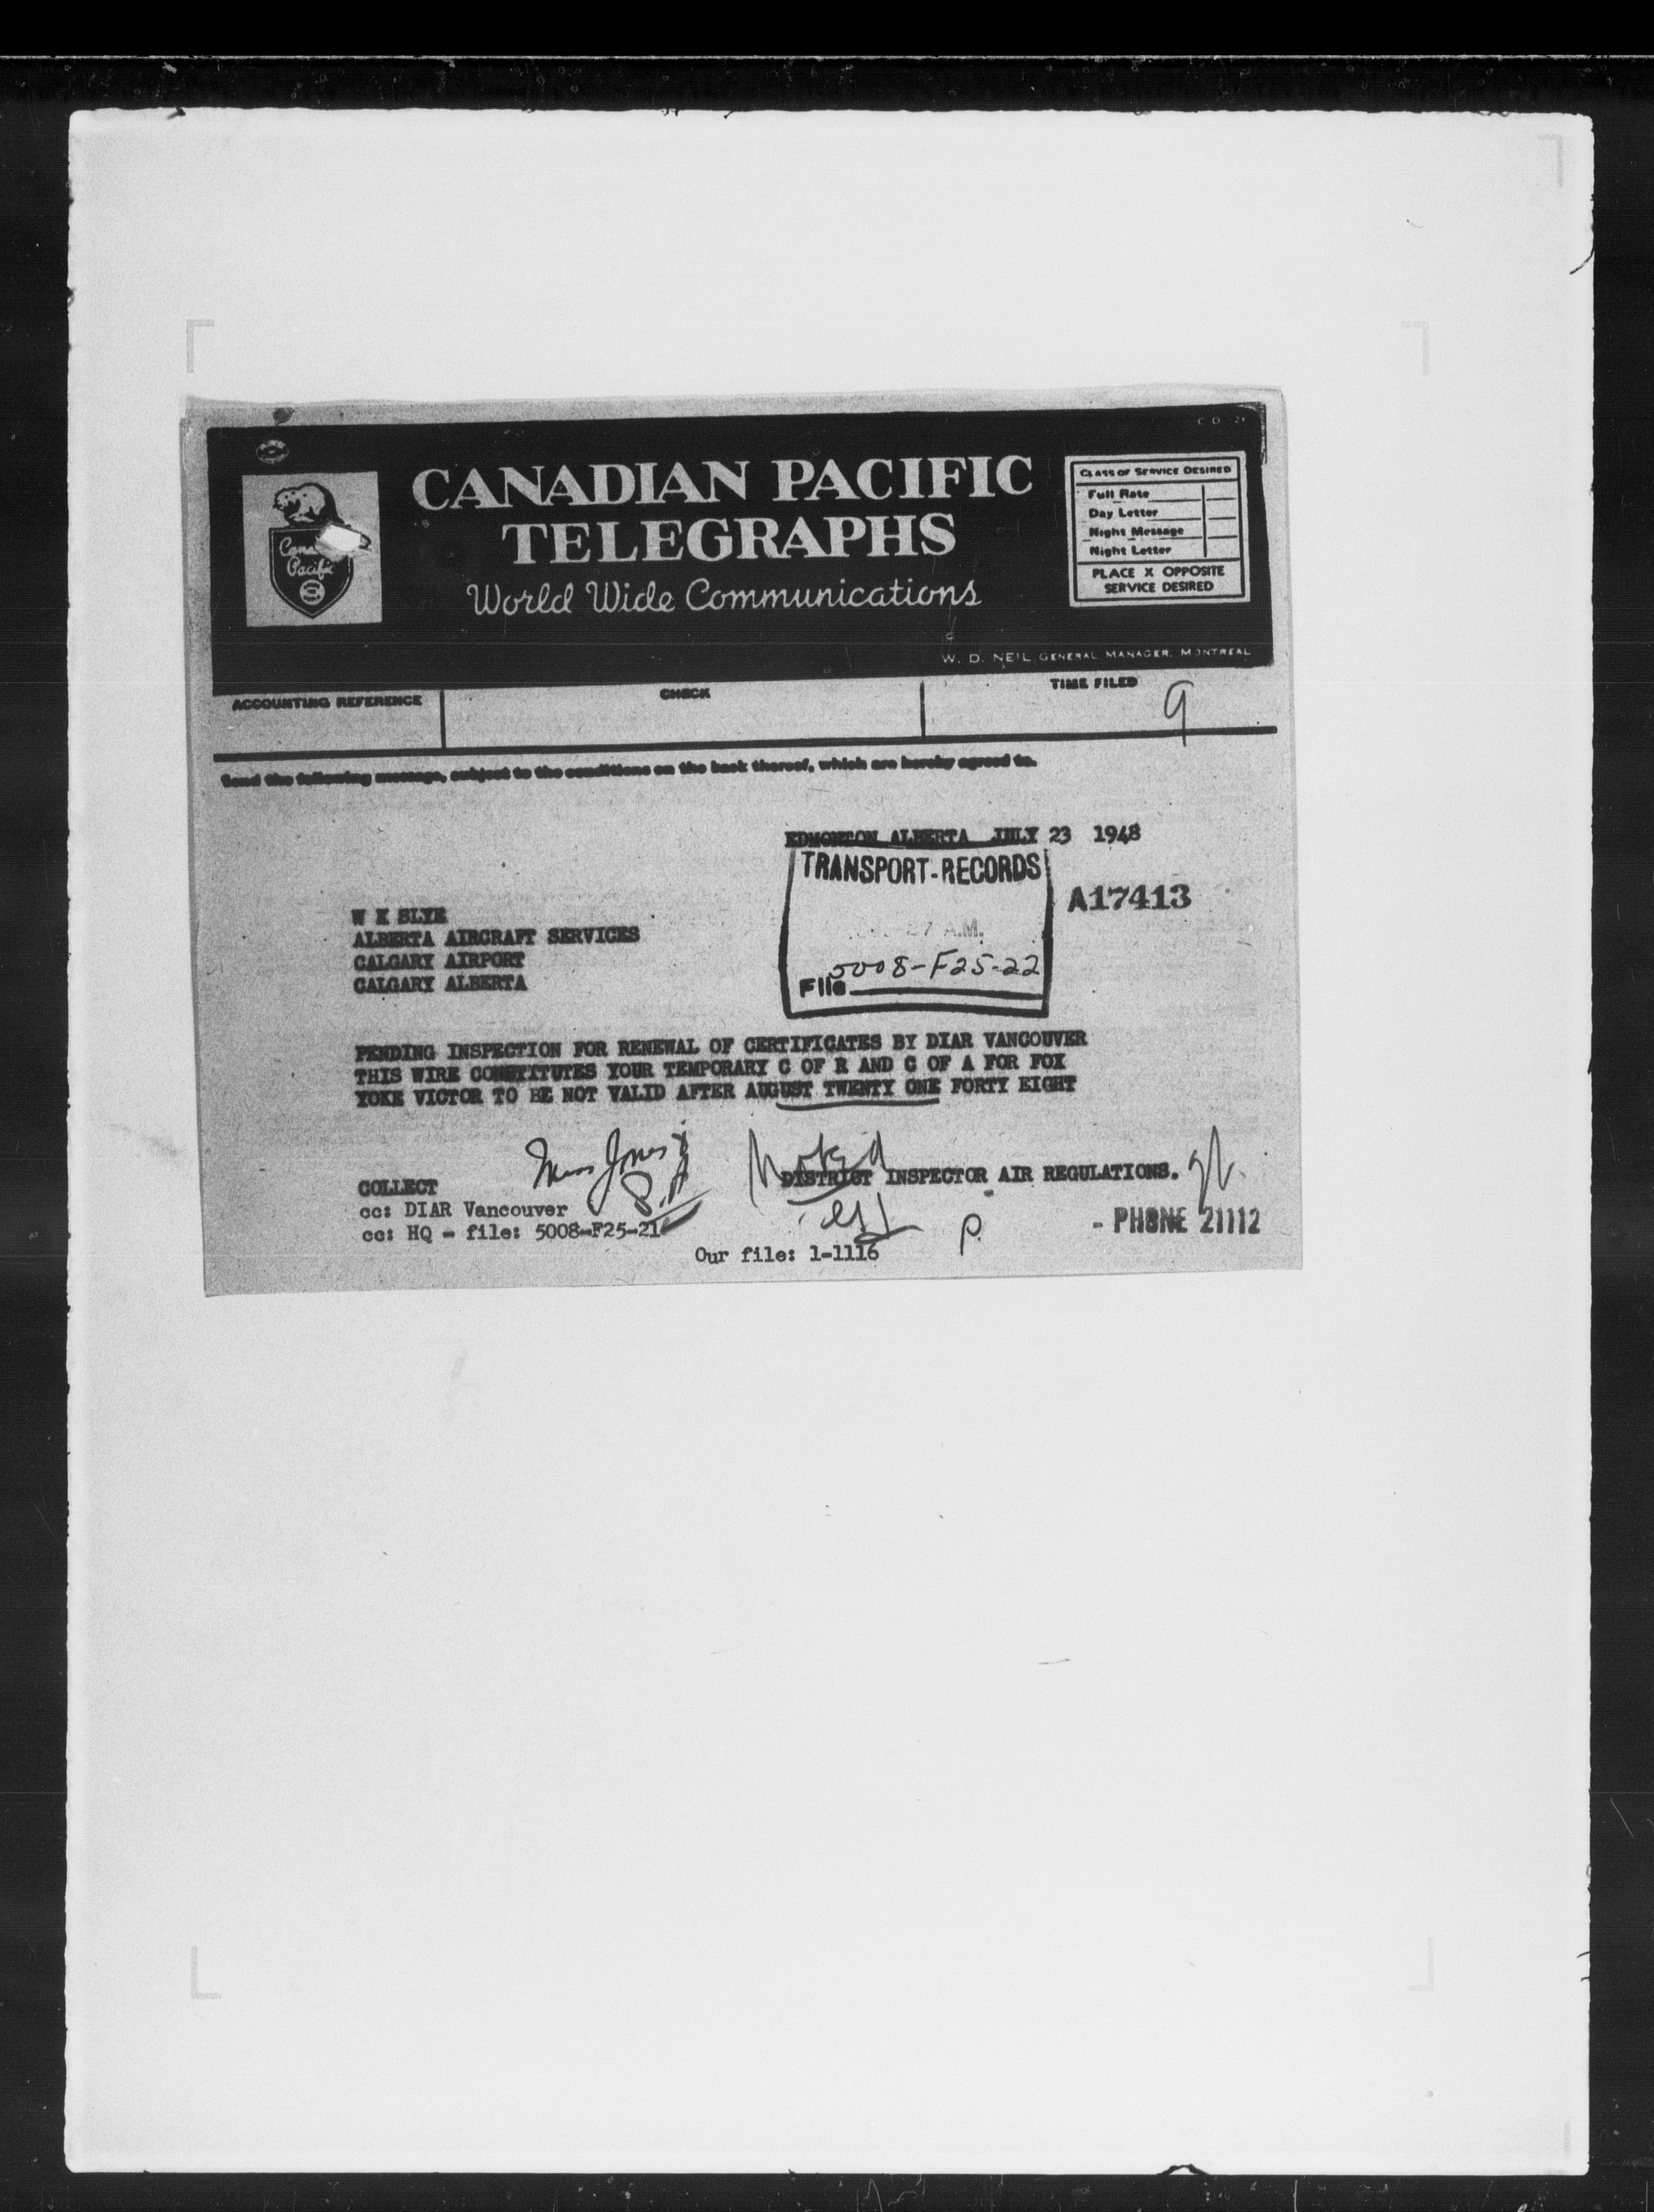 CANADIAN PACIFIC
TELEGRAPHS
World Wide Communications
Canadian
Pacific
CLASS OF SERVICE DESIRED
Full Rate
Day Letter
Night Message
Night Letter
PLACE X OPPOSITE
SERVICE DESIRED
W. D. NEIL GENERAL MANAGER, MONTREAL
ACCOUNTING REFERENCE
CHECK
TIME FILED
9
Send the following message, subject to the conditions on the back thereof, which are hereby agreed to.
EDMONTON ALBERTA JULY 23 1948
TRANSPORT-RECORDS
27 A.M.
File 5008-F25-22
A17413
W K SLYE
ALBERTA AIRCRAFT SERVICES
CALGARY AIRPORT
CALGARY ALBERTA
PENDING INSPECTION FOR RENEWAL OF CERTIFICATES BY DIAR VANCOUVER
THIS WIRE CONSTITUTES YOUR TEMPORARY C OF R AND C OF A FOR FOX
YOKE VICTOR TO BE NOT VALID AFTER AUGUST TWENTY ONE FORTY EIGHT
Miss Jones
Noted
DISTRICT INSPECTOR AIR REGULATIONS.
COLLECT
cc: DIAR Vancouver
cc: HQ - file: 5008-F25-21
P.
- PHONE 21112
Our file: 1-1116